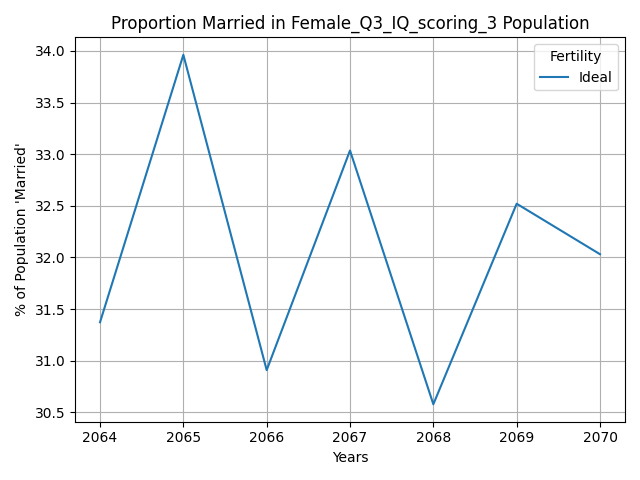 Proportion Married in Female_Q3_IQ_scoring_3 Population
Fertility
Ideal
% of Population 'Married'
34.0
33.5
33.0
32.5
32.0
31.5
31.0
30.5
2064 2065 2066 2067 2068 2069 2070
Years